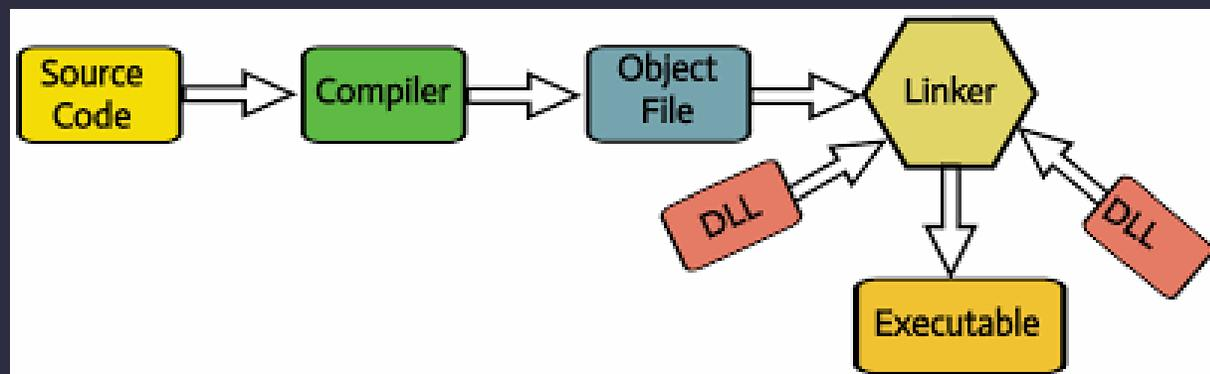 Source
Code
Compiler
Object
File
Linker
DLL
DLL
Executable